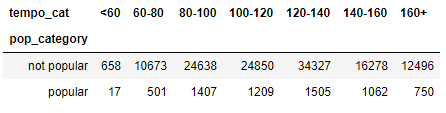 tempo_cat <60 60-80 80-100 100-120 120-140 140-160 160+
pop_category
not popular 658 10673 24638 24850 34327 16278 12496
popular 17 501 1407 1209 1505 1062 750